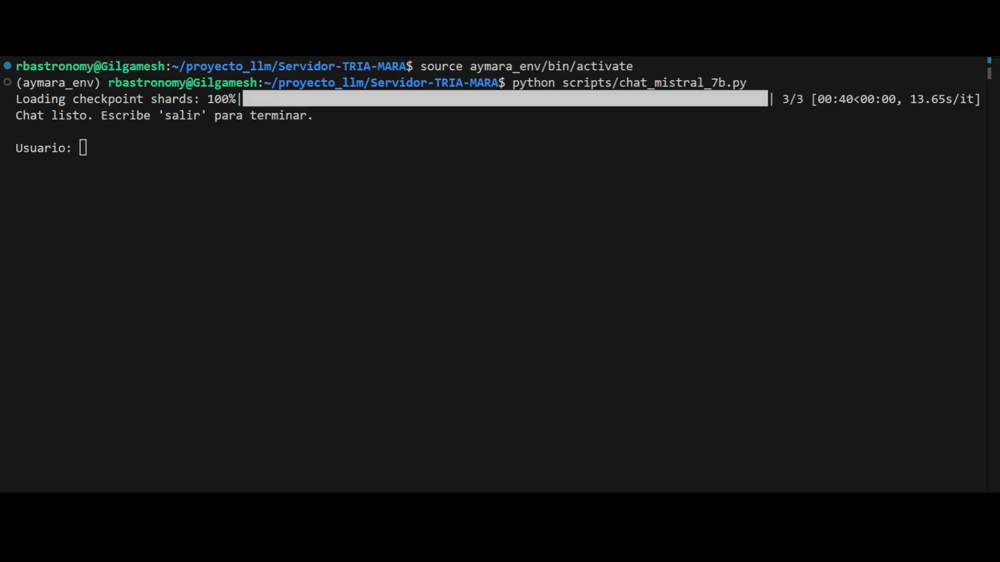 rbastronomy@Gilgamesh:~/proyecto_llm/Servidor-TRIA-MARA$ source aymara_env/bin/activate
(aymara_env) rbastronomy@Gilgamesh:~/proyecto_llm/Servidor-TRIA-MARA$ python scripts/chat_mistral_7b.py
Loading checkpoint shards: 100%|██████████| 3/3 [00:40<00:00, 13.65s/it]
Chat listo. Escribe 'salir' para terminar.
Usuario: